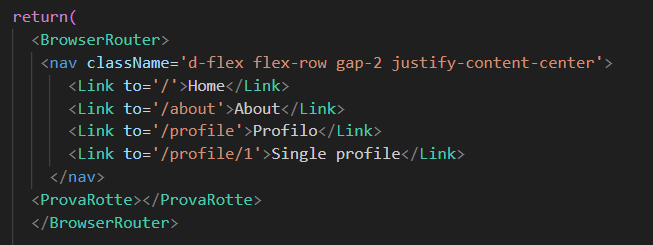 return(
<BrowserRouter>
<nav className='d-flex flex-row gap-2 justify-content-center'>
<Link to='/'>Home</Link>
<Link to='/about'>About</Link>
<Link to='/profile'>Profilo</Link>
<Link to='/profile/1'>Single profile</Link>
</nav>
<ProvaRotte></ProvaRotte>
</BrowserRouter>